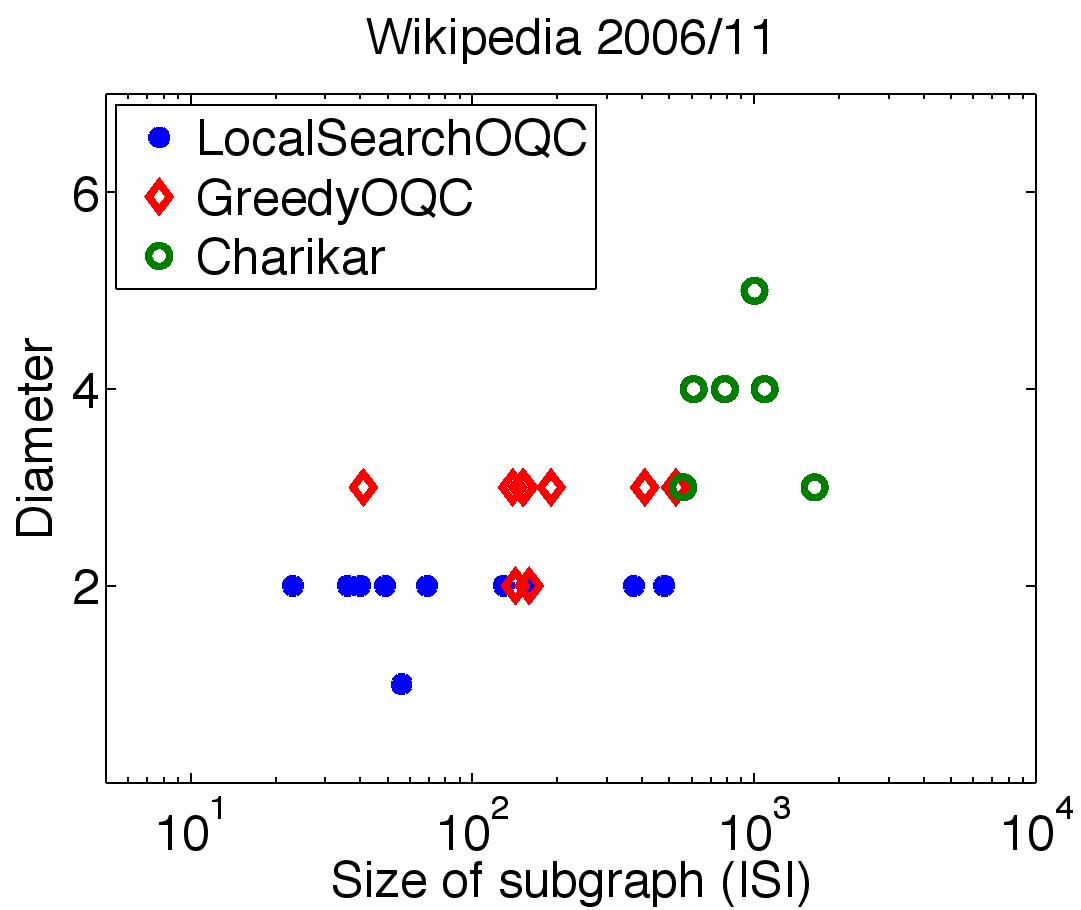 Wikipedia 2006/11
LocalSearchOQC
GreedyOQC
Charikar
6
4
2
Diameter
10^1 10^2 10^3 10^4
Size of subgraph (ISI)